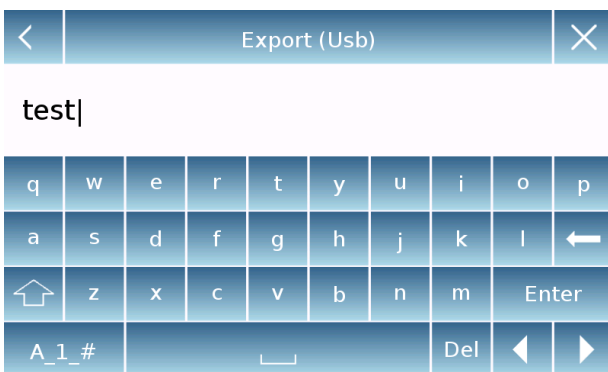 Export (Usb)
test
q w e r t y u i o p
a s d f g h j k l
z x c v b n m Enter
A_1_# Del